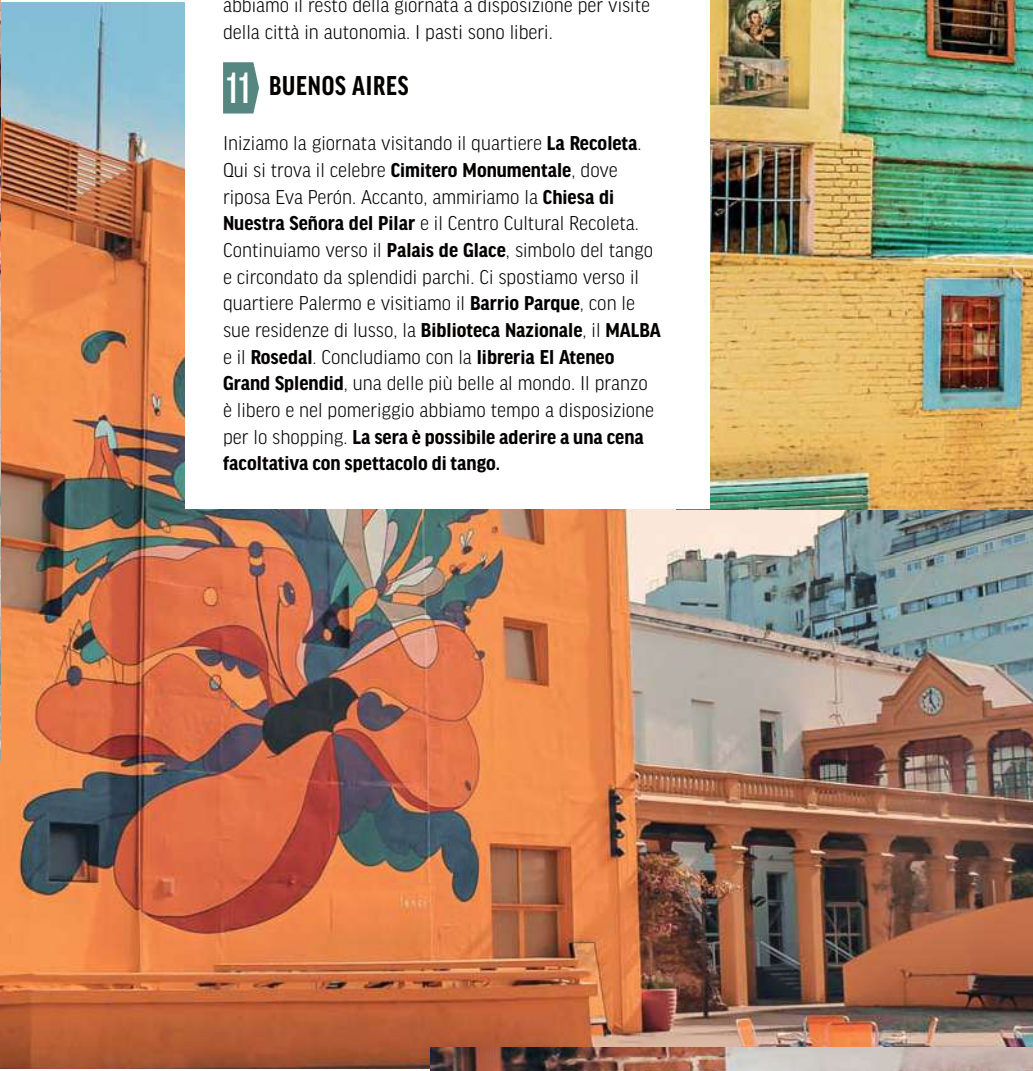 abbiamo il resto della giornata a disposizione per visite
della città in autonomia. I pasti sono liberi.
11 BUENOS AIRES
Iniziamo la giornata visitando il quartiere La Recoleta.
Qui si trova il celebre Cimitero Monumentale, dove
riposa Eva Perón. Accanto, ammiriamo la Chiesa di
Nuestra Señora del Pilar e il Centro Cultural Recoleta.
Continuiamo verso il Palais de Glace, simbolo del tango
e circondato da splendidi parchi. Ci spostiamo verso il
quartiere Palermo e visitiamo il Barrio Parque, con le
sue residenze di lusso, la Biblioteca Nazionale, il MALBA
e il Rosedal. Concludiamo con la libreria El Ateneo
Grand Splendid, una delle più belle al mondo. Il pranzo
è libero e nel pomeriggio abbiamo tempo a disposizione
per lo shopping. La sera è possibile aderire a una cena
facoltativa con spettacolo di tango.